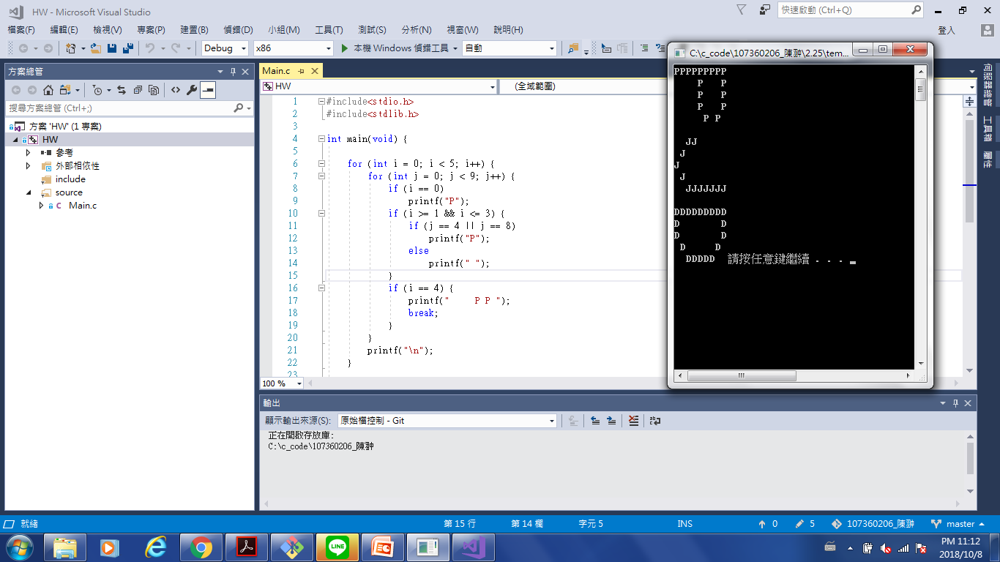 HW - Microsoft Visual Studio
快速啟動 (Ctrl+Q)
檔案(F) 編輯(E) 檢視(V) 專案(P) 建置(B) 偵錯(D) 小組(M) 工具(T) 測試(S) 分析(N) 視窗(W) 說明(H)
登入
Debug x86 本機 Windows 偵錯工具 自動
方案總管
搜尋方案總管 (Ctrl+;)
方案 'HW' (1 專案)
HW
參考
外部相依性
include
source
Main.c
Main.c
HW (全域範圍)
1 #include<stdio.h>
2 #include<stdlib.h>
3
4 int main(void) {
5
6 for (int i = 0; i < 5; i++) {
7 for (int j = 0; j < 9; j++) {
8 if (i == 0)
9 printf("P");
10 if (i >= 1 && i <= 3) {
11 if (j == 4 || j == 8)
12 printf("P");
13 else
14 printf(" ");
15 }
16 if (i == 4) {
17 printf("     P P ");
18 break;
19 }
20 }
21 printf("\n");
22 }
23
100 %
C:\c_code\107360206_陳翀\2.25\tem...
PPPPPPPPP
    P   P
    P   P
    P   P
     P P
  JJ
 J
J
 J
  JJJJJJJ
DDDDDDDDD
D       D
D       D
 D     D
  DDDDD  請按任意鍵繼續 . . .
伺服器總管
工具箱
屬性
輸出
顯示輸出來源(S): 原始檔控制 - Git
正在開啟存放庫:
C:\c_code\107360206_陳翀
就緒 第 15 行 第 14 欄 字元 5 INS 0 5 107360206_陳翀 master
LINE
PM 11:12
2018/10/8